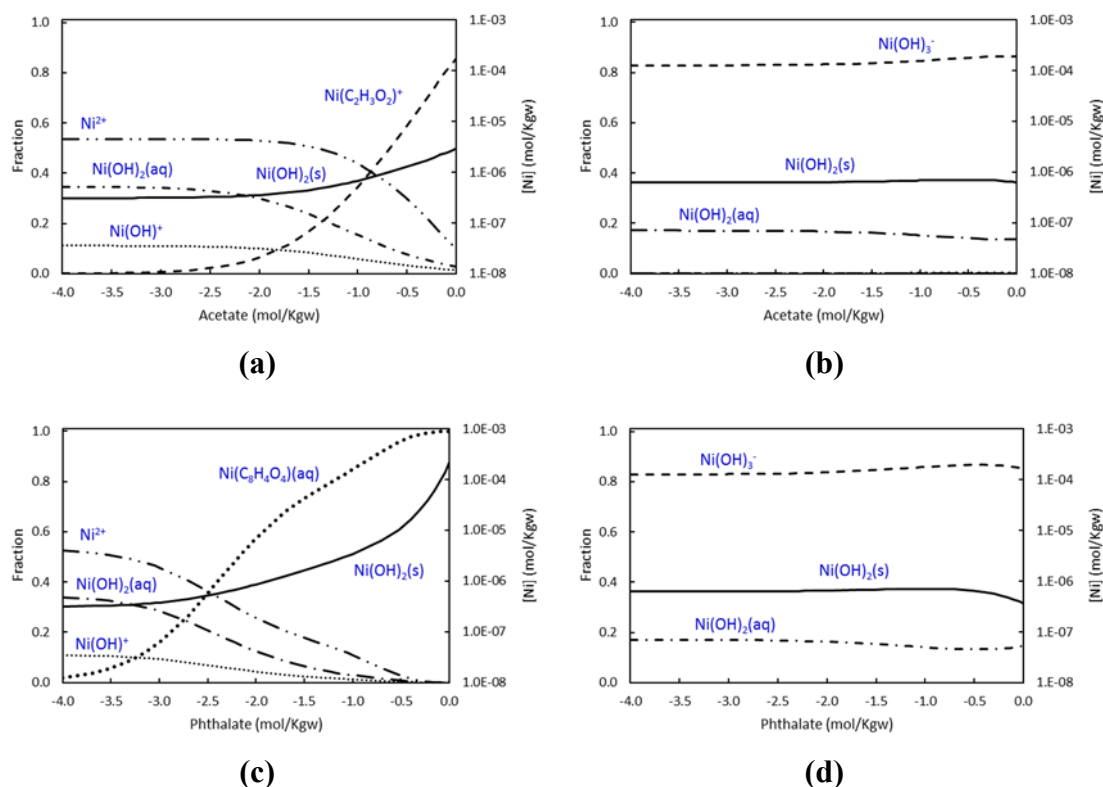 1.0
0.8
0.6
0.4
0.2
0.0
Fraction
Ni²⁺
Ni(OH)₂(aq)
Ni(OH)⁺
Ni(OH)₂(s)
Ni(C₂H₃O₂)⁺
1.0E-03
1.0E-04
1.0E-05
1.0E-06
1.0E-07
1.0E-08
[Ni] (mol/Kgw)
-4.0 -3.5 -3.0 -2.5 -2.0 -1.5 -1.0 -0.5 0.0
Acetate (mol/Kgw)
(a)
1.0
0.8
0.6
0.4
0.2
0.0
Fraction
Ni(OH)₃⁻
Ni(OH)₂(s)
Ni(OH)₂(aq)
1.0E-03
1.0E-04
1.0E-05
1.0E-06
1.0E-07
1.0E-08
[Ni] (mol/Kgw)
-4.0 -3.5 -3.0 -2.5 -2.0 -1.5 -1.0 -0.5 0.0
Acetate (mol/Kgw)
(b)
1.0
0.8
0.6
0.4
0.2
0.0
Fraction
Ni(C₈H₄O₄)(aq)
Ni²⁺
Ni(OH)₂(aq)
Ni(OH)₂(s)
Ni(OH)⁺
1.E-03
1.E-04
1.E-05
1.E-06
1.E-07
1.E-08
[Ni] (mol/Kgw)
-4.0 -3.5 -3.0 -2.5 -2.0 -1.5 -1.0 -0.5 0.0
Phthalate (mol/Kgw)
(c)
1.0
0.8
0.6
0.4
0.2
0.0
Fraction
Ni(OH)₃⁻
Ni(OH)₂(s)
Ni(OH)₂(aq)
1.E-03
1.E-04
1.E-05
1.E-06
1.E-07
1.E-08
[Ni] (mol/Kgw)
-4.0 -3.5 -3.0 -2.5 -2.0 -1.5 -1.0 -0.5 0.0
Phthalate (mol/Kgw)
(d)